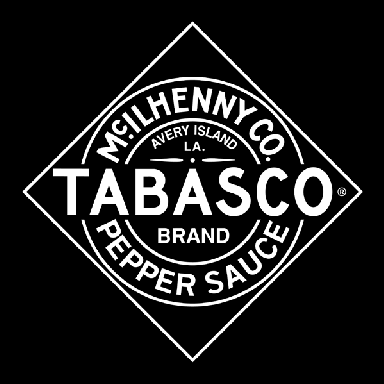 McILHENNY CO.
AVERY ISLAND
LA.
TABASCO®
BRAND
PEPPER SAUCE